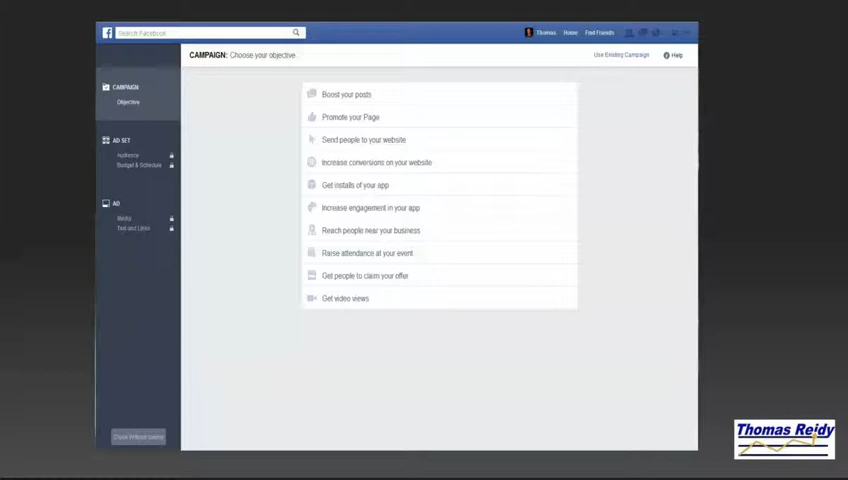 Search Facebook
Thomas Home Find Friends
CAMPAIGN: Choose your objective.
Use Existing Campaign Help
CAMPAIGN
Objective
AD SET
Audience
Budget & Schedule
AD
Media
Text and Links
Boost your posts
Promote your Page
Send people to your website
Increase conversions on your website
Get installs of your app
Increase engagement in your app
Reach people near your business
Raise attendance at your event
Get people to claim your offer
Get video views
Close Without Saving
Thomas Reidy